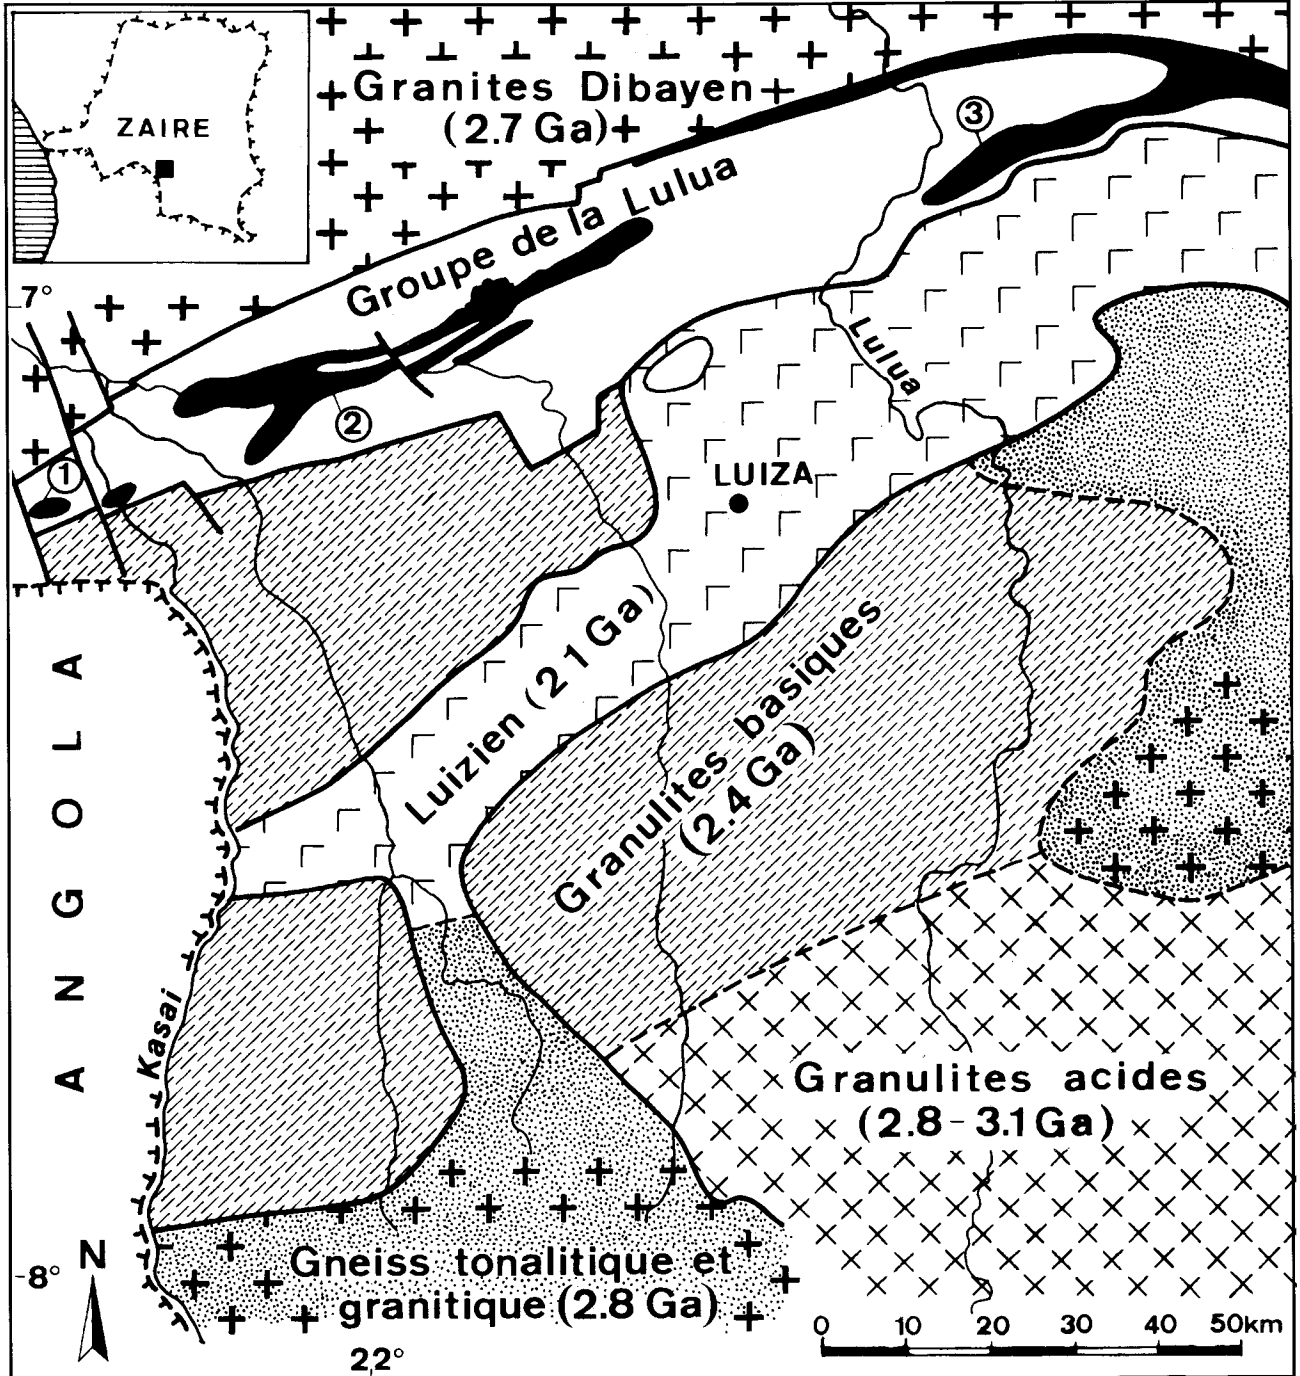 ZAIRE
Granites Dibayen
(2.7 Ga)
3
Groupe de la Lulua
7°
Lulua
2
1
LUIZA
Luizien (2 1 Ga)
Granulites basiques
(2.4 Ga)
ANGOLA
Kasai
Granulites acides
(2.8 - 3.1 Ga)
N
8°
Gneiss tonalitique et
granitique (2.8 Ga)
0 10 20 30 40 50km
22°